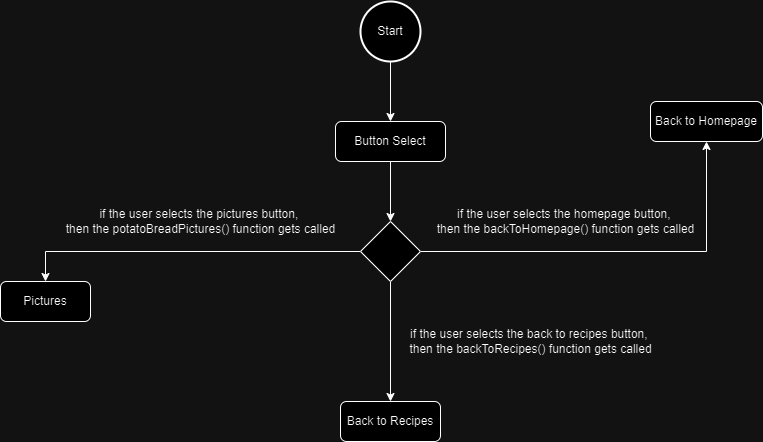 Start
Back to Homepage
Button Select
if the user selects the pictures button,
then the potatoBreadPictures() function gets called
if the user selects the homepage button,
then the backToHomepage() function gets called
Pictures
if the user selects the back to recipes button,
then the backToRecipes() function gets called
Back to Recipes